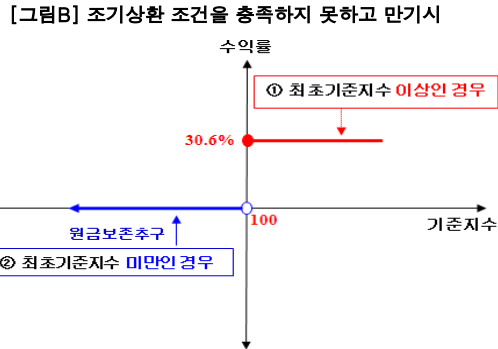 [그림B] 조기상환 조건을 충족하지 못하고 만기시
수익률
① 최초기준지수 이상인 경우
30.6%
100
기준지수
원금보존추구
② 최초기준지수 미만인 경우